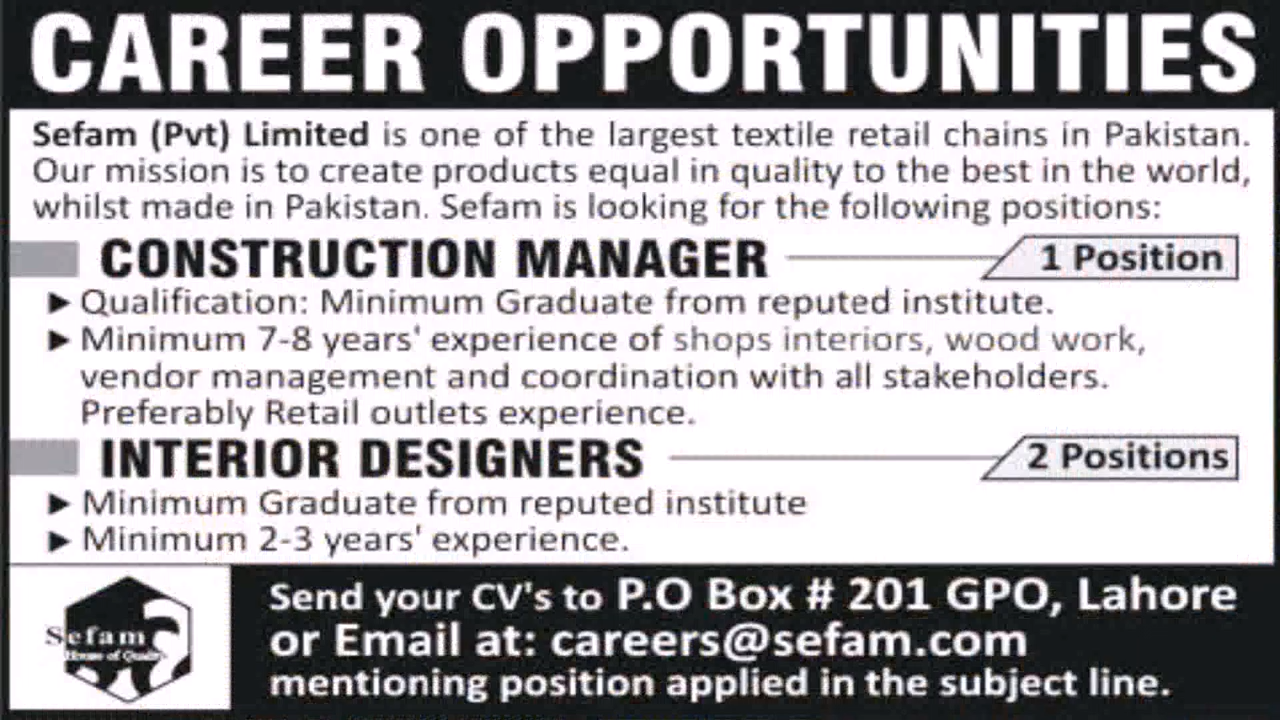 CAREER OPPORTUNITIES
Sefam (Pvt) Limited is one of the largest textile retail chains in Pakistan.
Our mission is to create products equal in quality to the best in the world,
whilst made in Pakistan. Sefam is looking for the following positions:
CONSTRUCTION MANAGER 1 Position
▶ Qualification: Minimum Graduate from reputed institute.
▶ Minimum 7-8 years' experience of shops interiors, wood work,
vendor management and coordination with all stakeholders.
Preferably Retail outlets experience.
INTERIOR DESIGNERS 2 Positions
▶ Minimum Graduate from reputed institute
▶ Minimum 2-3 years' experience.
Sefam
House of Quality
Send your CV's to P.O Box # 201 GPO, Lahore
or Email at: careers@sefam.com
mentioning position applied in the subject line.